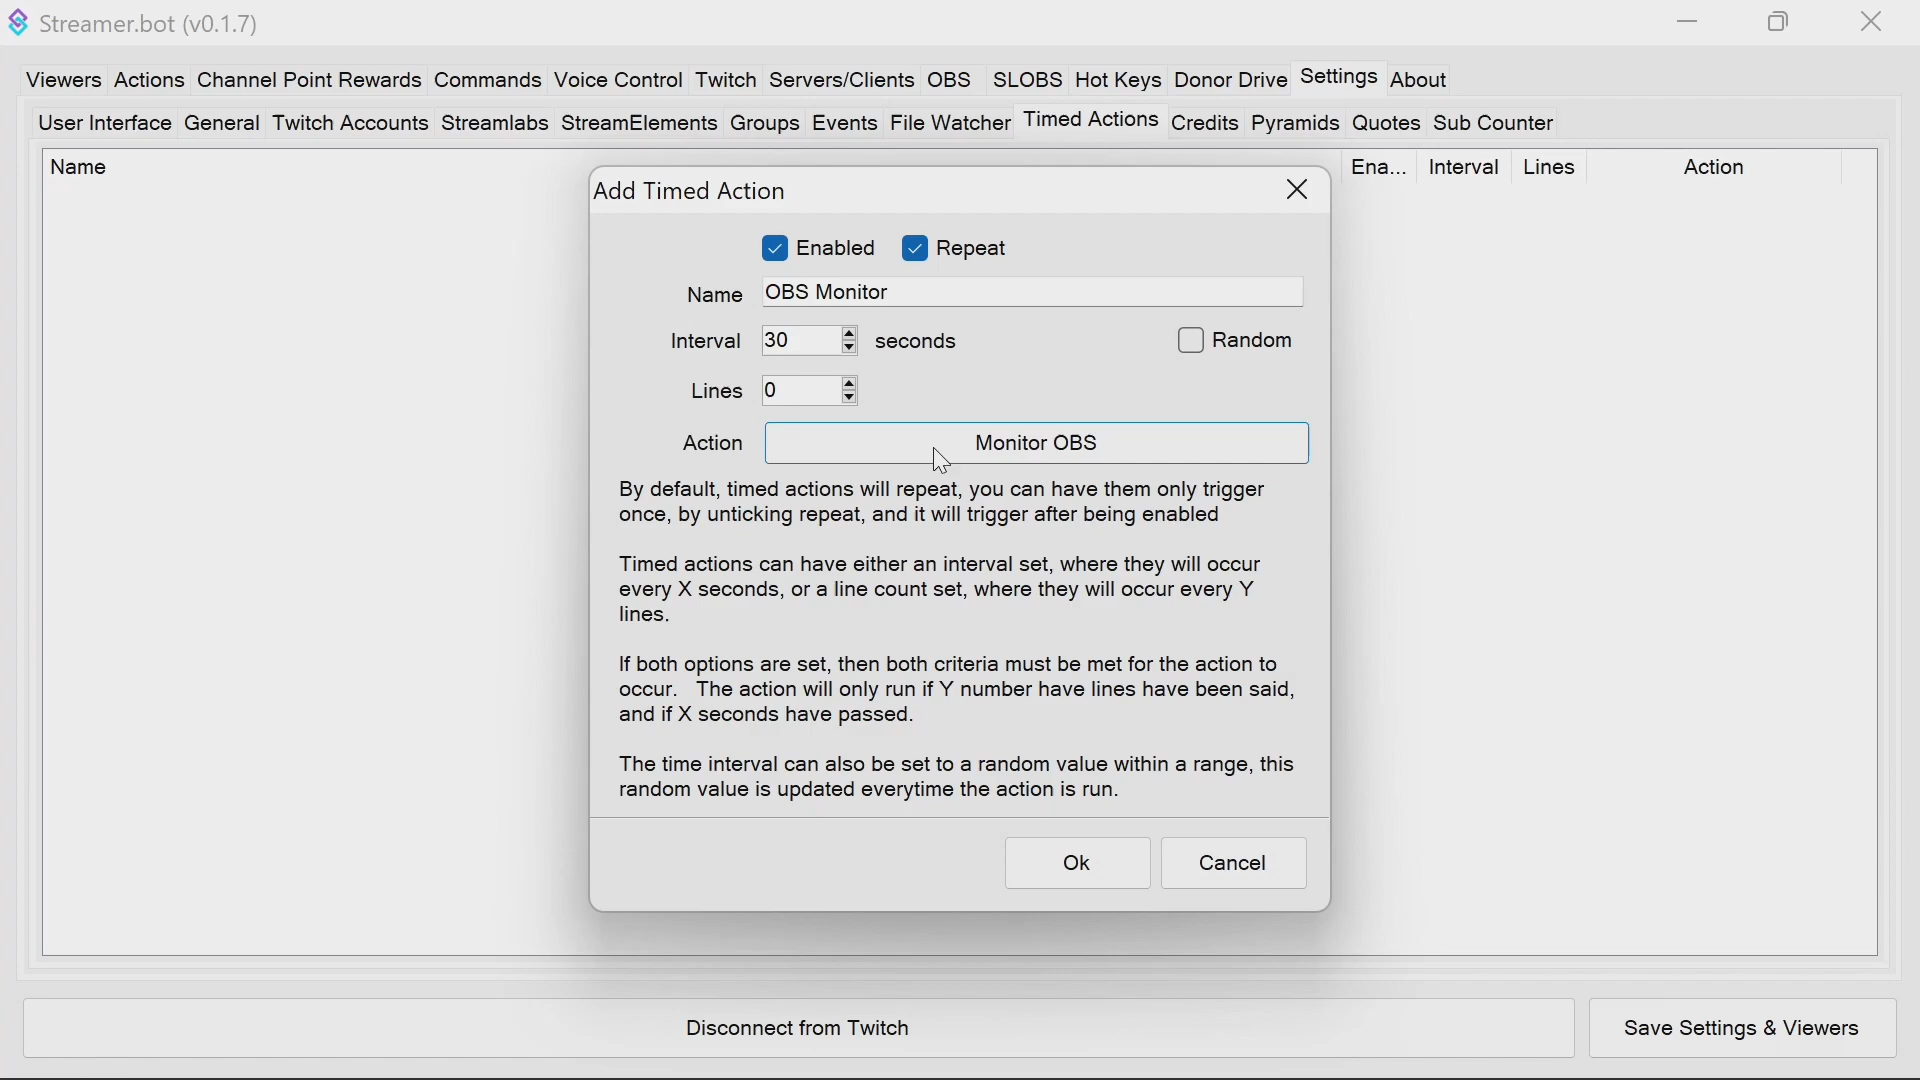 Streamer.bot (v0.1.7)
Viewers Actions Channel Point Rewards Commands Voice Control Twitch Servers/Clients OBS SLOBS Hot Keys Donor Drive Settings About
User Interface General Twitch Accounts Streamlabs StreamElements Groups Events File Watcher Timed Actions Credits Pyramids Quotes Sub Counter
Name Ena... Interval Lines Action
Add Timed Action
Enabled Repeat
Name OBS Monitor
Interval 30 seconds Random
Lines 0
Action Monitor OBS
By default, timed actions will repeat, you can have them only trigger
once, by unticking repeat, and it will trigger after being enabled
Timed actions can have either an interval set, where they will occur
every X seconds, or a line count set, where they will occur every Y
lines.
If both options are set, then both criteria must be met for the action to
occur.   The action will only run if Y number have lines have been said,
and if X seconds have passed.
The time interval can also be set to a random value within a range, this
random value is updated everytime the action is run.
Ok Cancel
Disconnect from Twitch Save Settings & Viewers